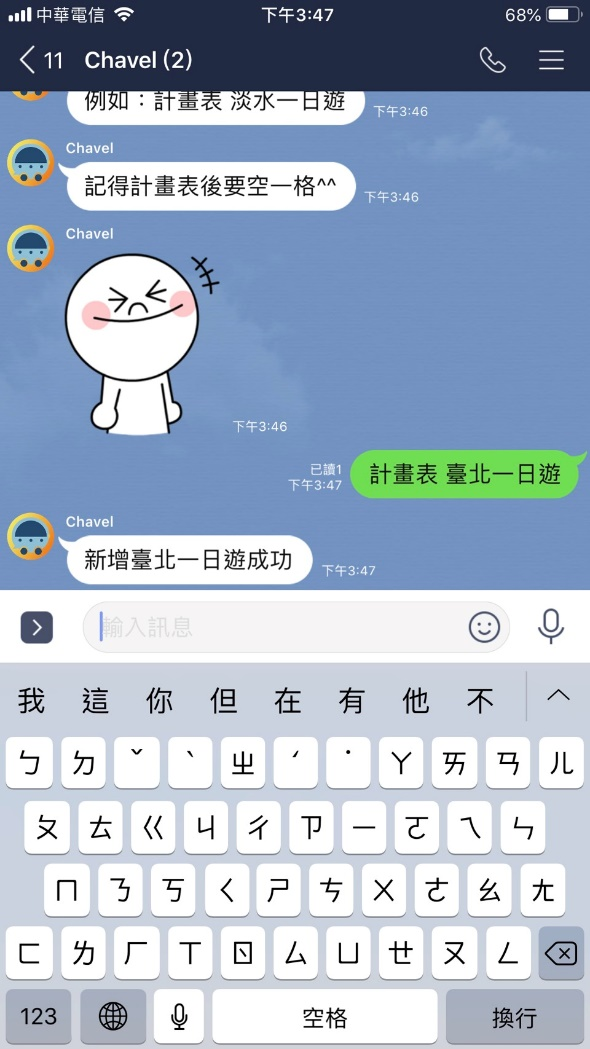 中華電信
下午3:47
68%
11
Chavel (2)
例如：計畫表 淡水一日遊
下午3:46
Chavel
記得計畫表後要空一格^^
下午3:46
Chavel
下午3:46
已讀1
下午3:47
計畫表 臺北一日遊
Chavel
新增臺北一日遊成功
下午3:47
輸入訊息
我 這 你 但 在 有 他 不
ㄅ ㄉ ˇ ˋ ㄓ ˊ ˙ ㄚ ㄞ ㄢ ㄦ
ㄆ ㄊ ㄍ ㄐ ㄔ ㄗ ㄧ ㄛ ㄟ ㄣ
ㄇ ㄋ ㄎ ㄑ ㄕ ㄘ ㄨ ㄜ ㄠ ㄤ
ㄈ ㄌ ㄏ ㄒ ㄖ ㄙ ㄩ ㄝ ㄡ ㄥ
123 空格 換行